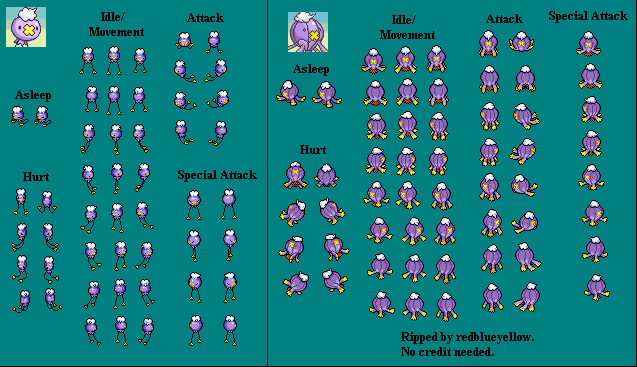 Idle/
Movement
Attack
Asleep
Hurt
Special Attack
Idle/
Movement
Attack
Special Attack
Asleep
Hurt
Ripped by redblueyellow.
No credit needed.